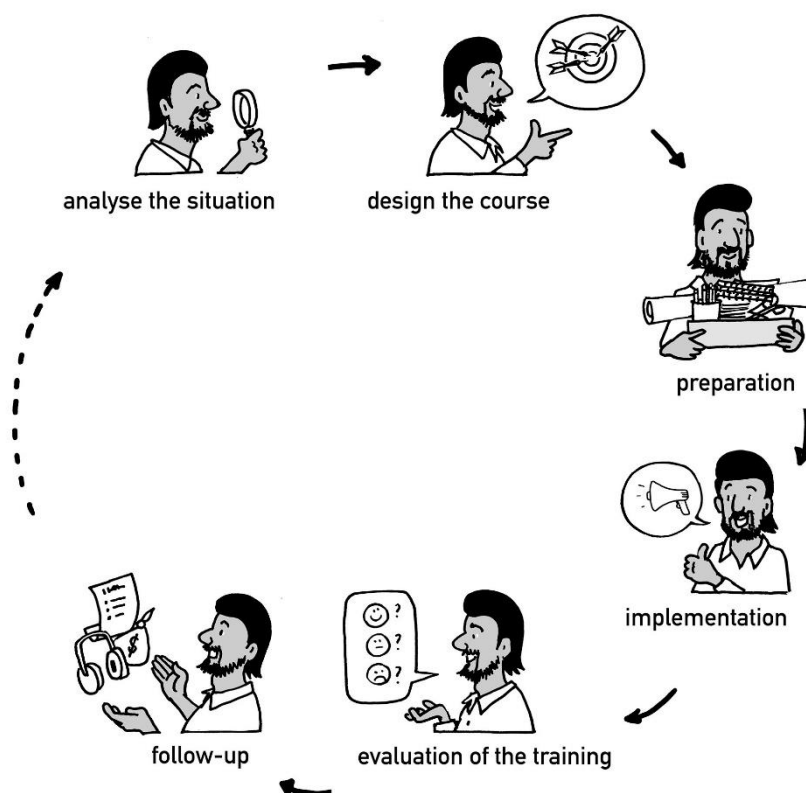 analyse the situation
design the course
preparation
implementation
evaluation of the training
? 
?
?
follow-up
$